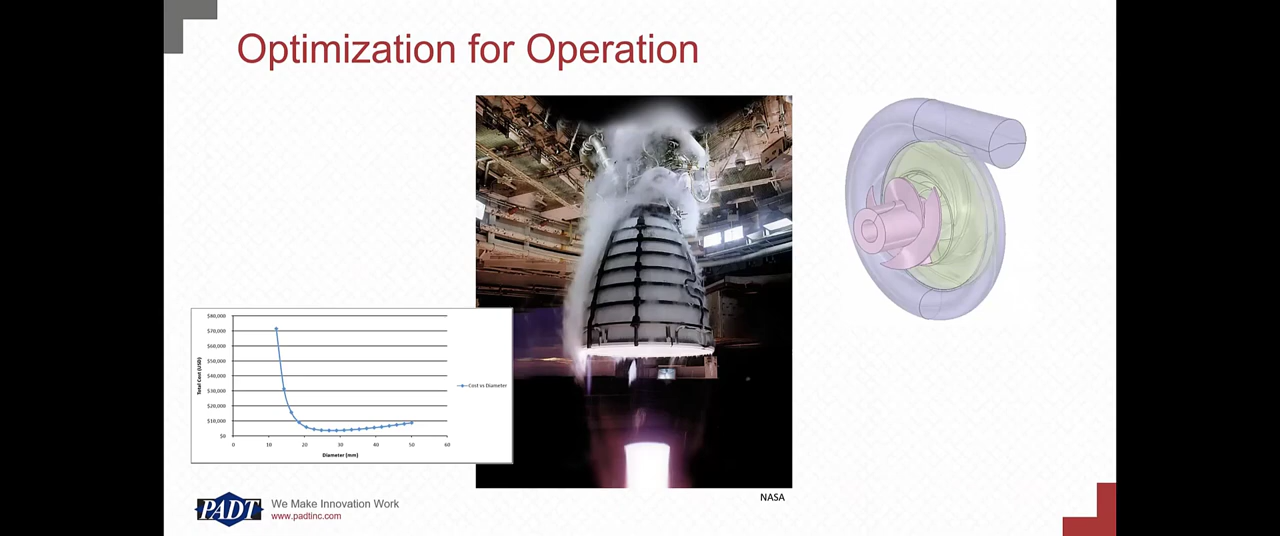 Optimization for Operation
$80,000
$70,000
$60,000
$50,000
$40,000
$30,000
$20,000
$10,000
$0
Total Cost (USD)
0 10 20 30 40 50 60
Diameter (mm)
Cost vs Diameter
NASA
PADT
We Make Innovation Work
www.padtinc.com